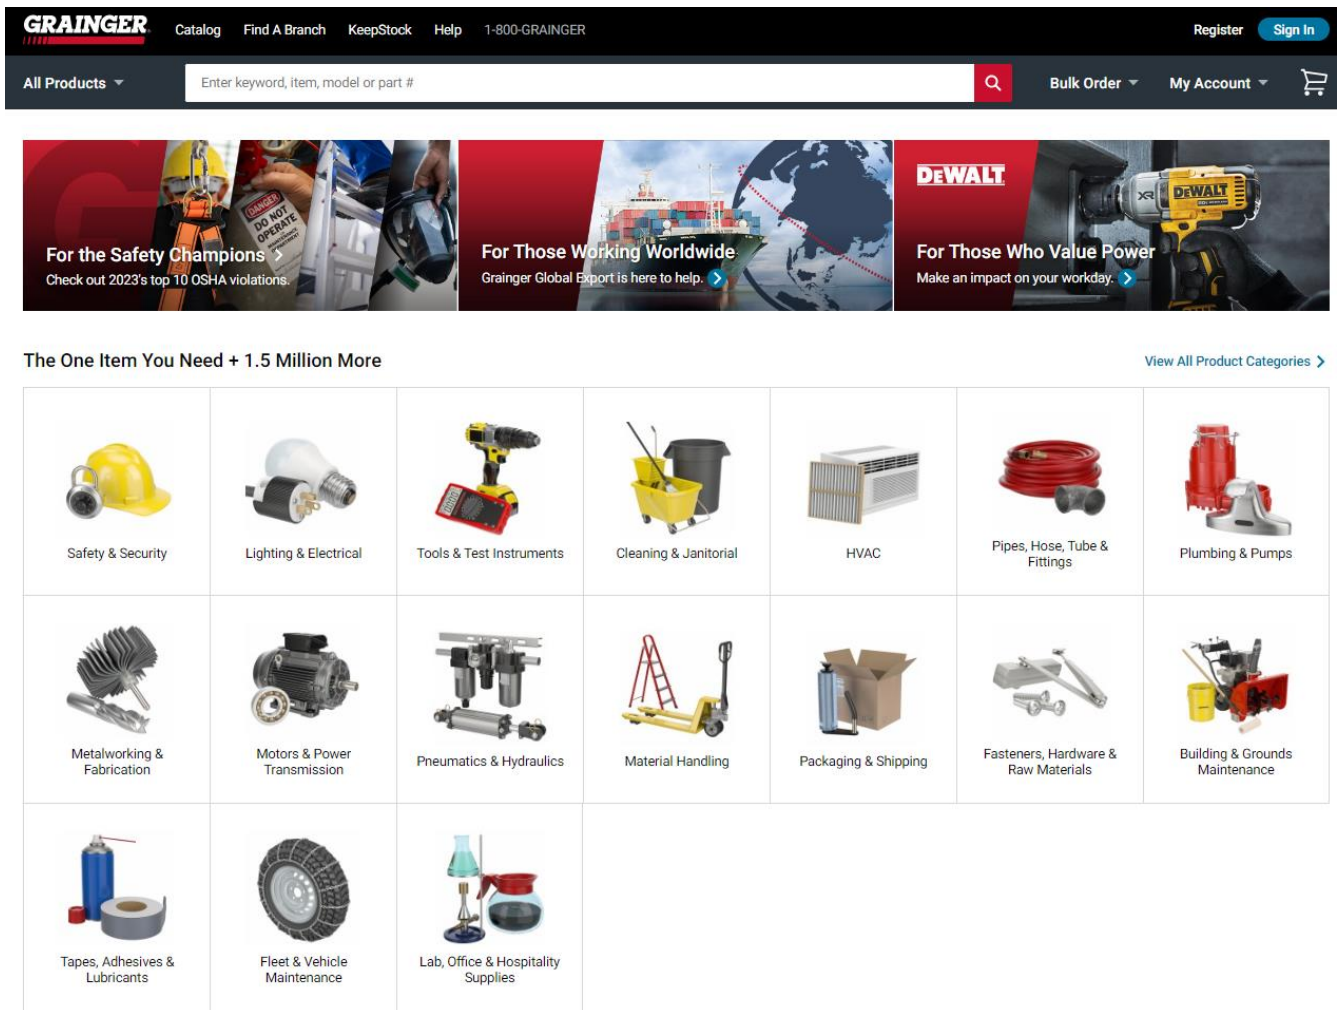 GRAINGER
Catalog
Find A Branch
KeepStock
Help
1-800-GRAINGER
Register
Sign In
All Products
Enter keyword, item, model or part #
Bulk Order
My Account
DANGER
DO NOT
OPERATE
For the Safety Champions
Check out 2023's top 10 OSHA violations.
For Those Working Worldwide
Grainger Global Export is here to help.
DEWALT
XR
DEWALT
For Those Who Value Power
Make an impact on your workday.
The One Item You Need + 1.5 Million More
View All Product Categories
Safety & Security
Lighting & Electrical
Tools & Test Instruments
Cleaning & Janitorial
HVAC
Pipes, Hose, Tube &
Fittings
Plumbing & Pumps
Metalworking &
Fabrication
Motors & Power
Transmission
Pneumatics & Hydraulics
Material Handling
Packaging & Shipping
Fasteners, Hardware &
Raw Materials
Building & Grounds
Maintenance
Tapes, Adhesives &
Lubricants
Fleet & Vehicle
Maintenance
Lab, Office & Hospitality
Supplies